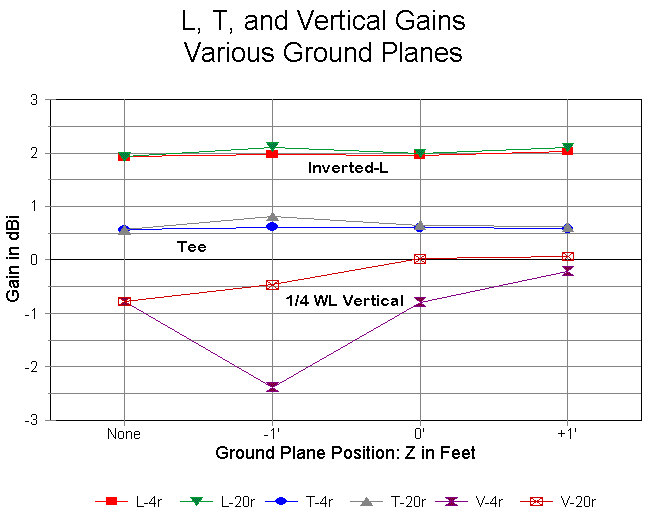 L, T, and Vertical Gains
Various Ground Planes
3
2
1
0
-1
-2
-3
Gain in dBi
Inverted-L
Tee
1/4 WL Vertical
None -1' 0' +1'
Ground Plane Position: Z in Feet
L-4r L-20r T-4r T-20r V-4r V-20r